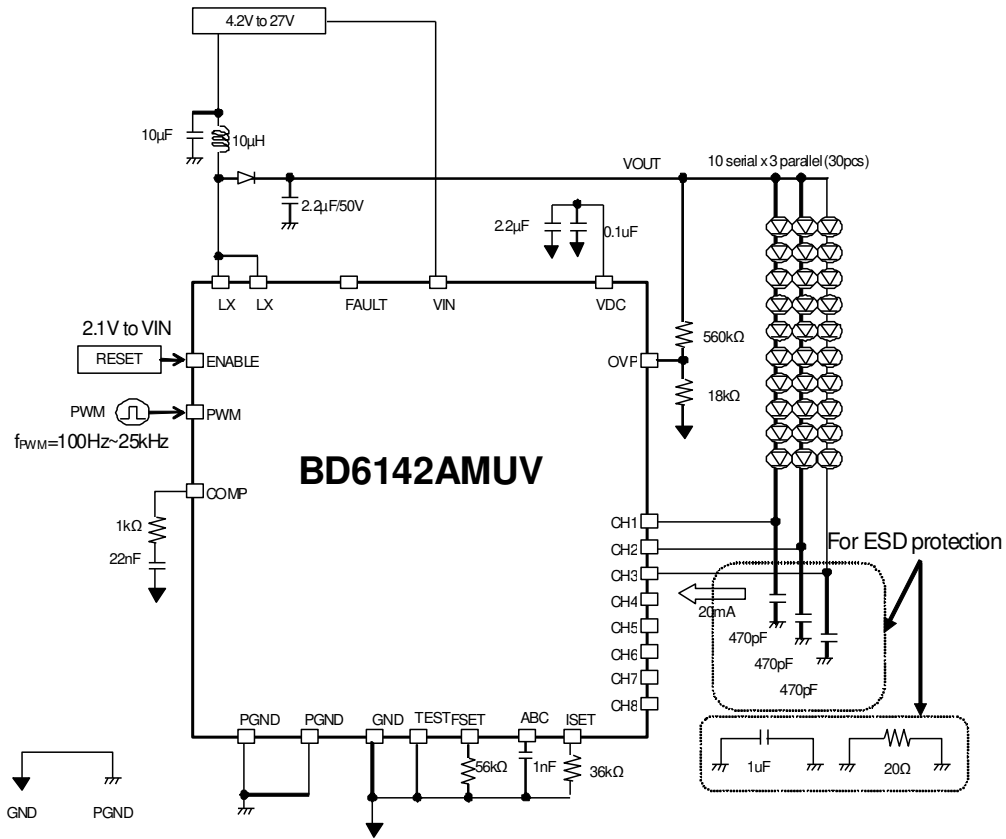 4.2V to 27V
10µF
10µH
VOUT
10 serial x 3 parallel (30pcs)
2.2µF/50V
2.2µF
0.1uF
LX
LX
FAULT
VIN
VDC
2.1V to VIN
RESET
ENABLE
560kΩ
OVP
PWM
PWM
18kΩ
fPWM=100Hz~25kHz
BD6142AMUV
COMP
1kΩ
22nF
CH1
CH2
CH3
CH4
CH5
CH6
CH7
CH8
For ESD protection
20mA
470pF
470pF
470pF
PGND
PGND
GND
TEST
FSET
ABC
ISET
56kΩ
1nF
36kΩ
1uF
20Ω
GND
PGND